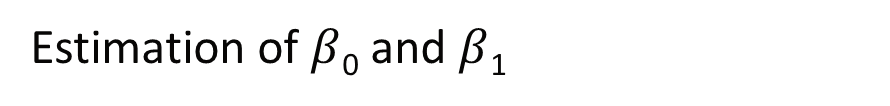 Estimation of β₀ and β₁